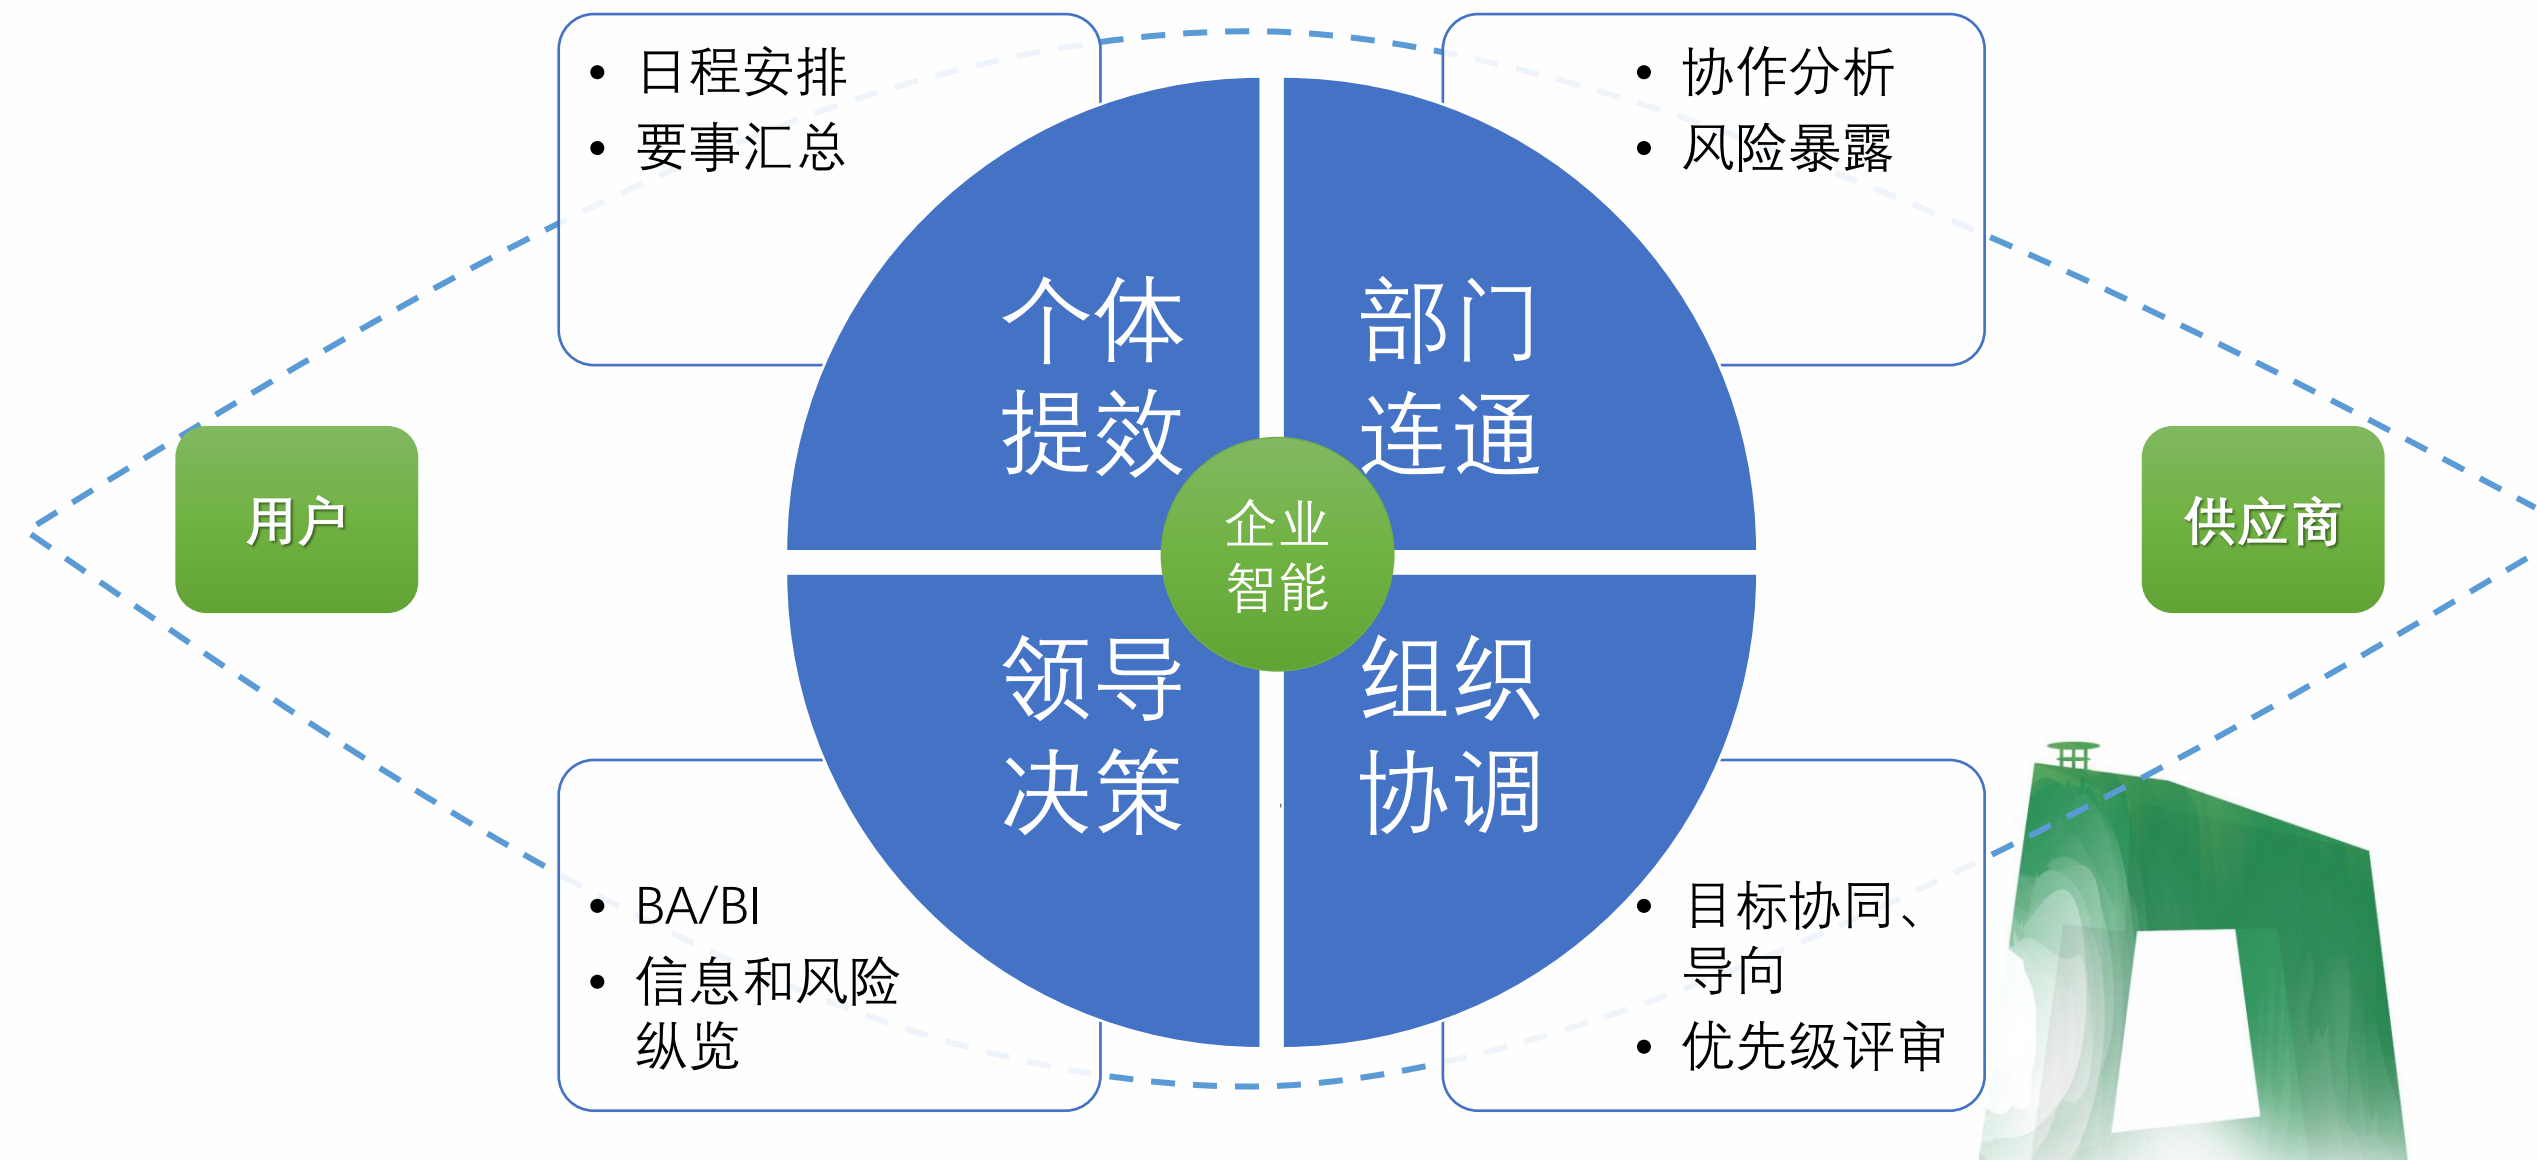 • 日程安排
• 要事汇总
• 协作分析
• 风险暴露
个体
提效
部门
连通
用户
企业
智能
供应商
领导
决策
组织
协调
• BA/BI
• 信息和风险
纵览
• 目标协同、
导向
• 优先级评审